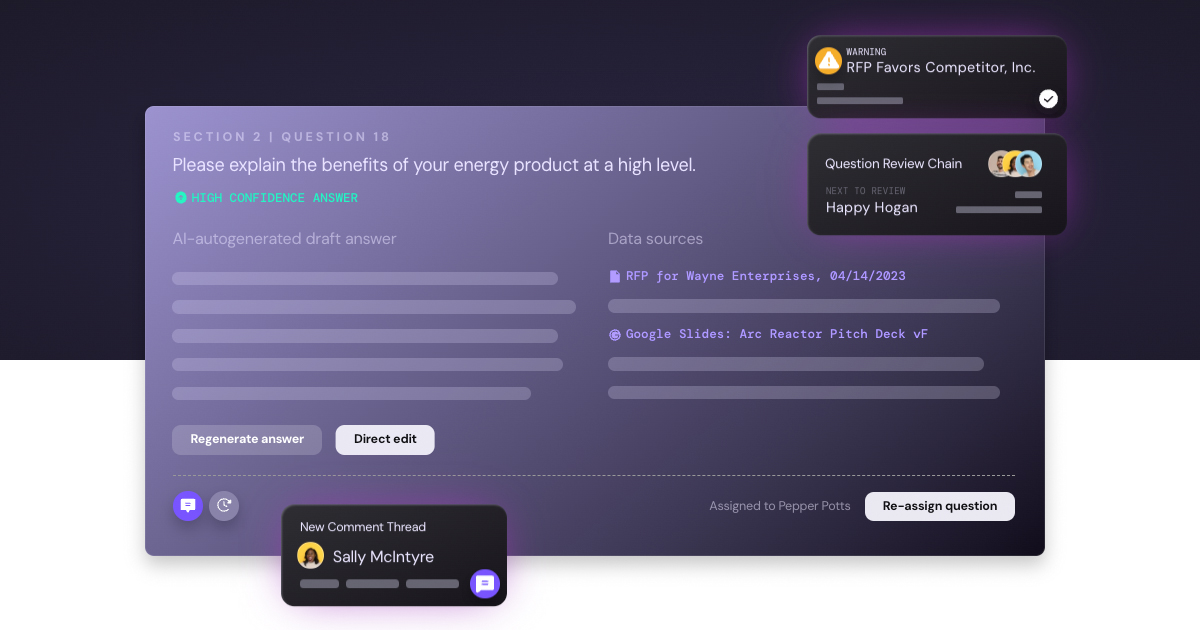 WARNING
RFP Favors Competitor, Inc.
SECTION 2 | QUESTION 18
Please explain the benefits of your energy product at a high level.
HIGH CONFIDENCE ANSWER
Question Review Chain
NEXT TO REVIEW
Happy Hogan
AI-autogenerated draft answer
Data sources
RFP for Wayne Enterprises, 04/14/2023
Google Slides: Arc Reactor Pitch Deck vF
Regenerate answer
Direct edit
Assigned to Pepper Potts
Re-assign question
New Comment Thread
Sally McIntyre